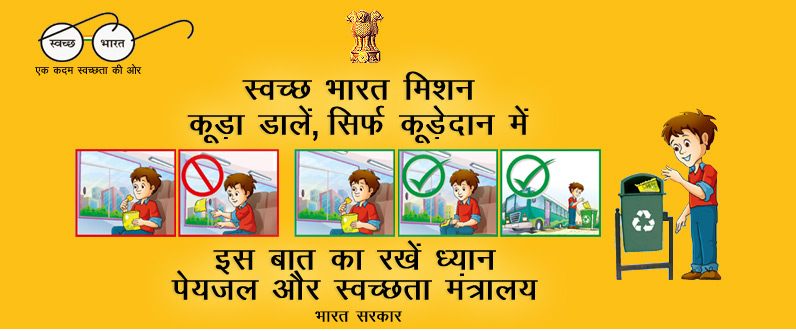 स्वच्छ भारत
एक कदम स्वच्छता की ओर
स्वच्छ भारत मिशन
कूड़ा डालें, सिर्फ कूड़ेदान में
इस बात का रखें ध्यान
पेयजल और स्वच्छता मंत्रालय
भारत सरकार